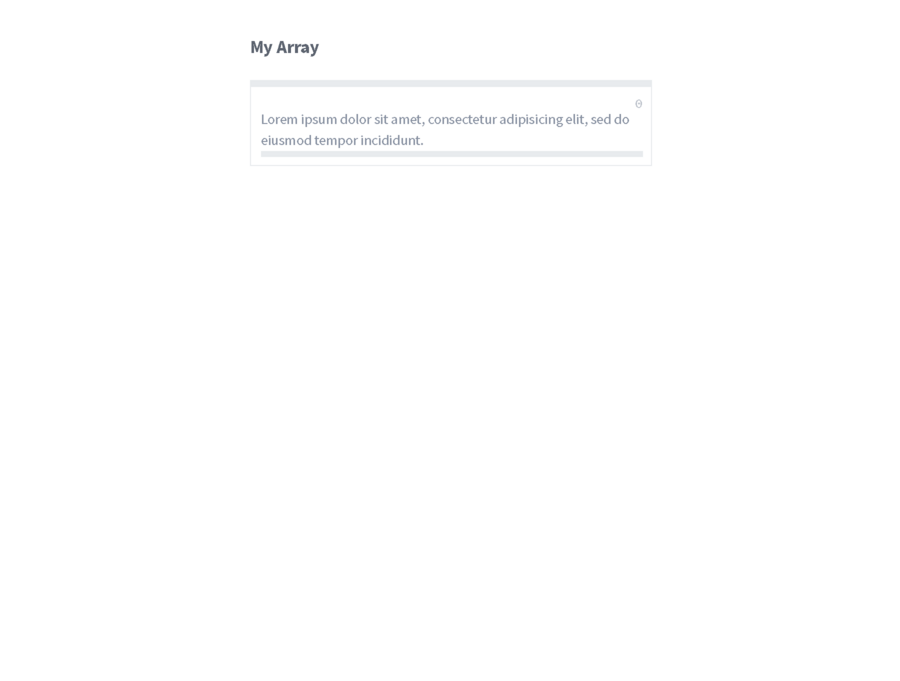 My Array
0
Lorem ipsum dolor sit amet, consectetur adipisicing elit, sed do
eiusmod tempor incididunt.